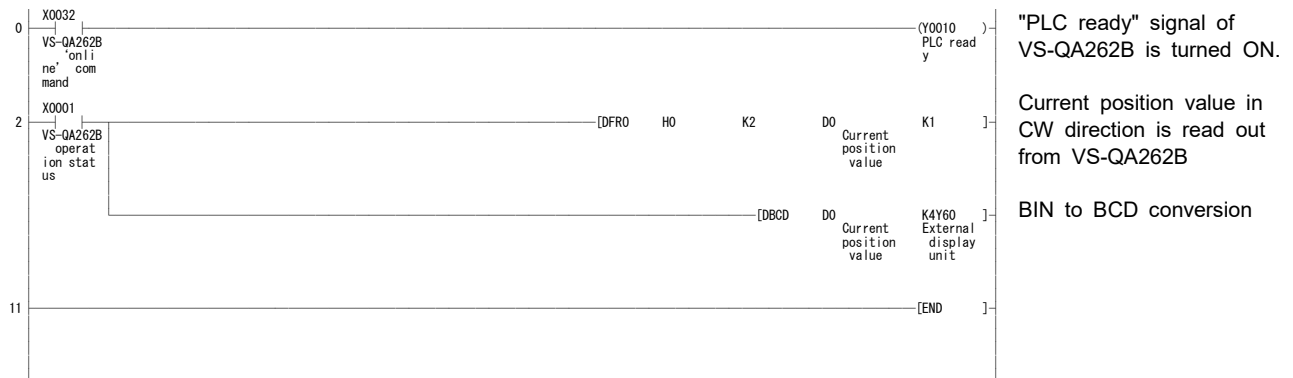 X0032
0 (Y0010 )
VS-QA262B PLC read
‘onli y
ne’ com
mand
"PLC ready" signal of
VS-QA262B is turned ON.
X0001
2 [DFRO H0 K2 D0 K1 ]
VS-QA262B Current
operat position
ion stat value
us
Current position value in
CW direction is read out
from VS-QA262B
[DBCD D0 K4Y60 ]
Current External
position display
value unit
BIN to BCD conversion
11 [END ]